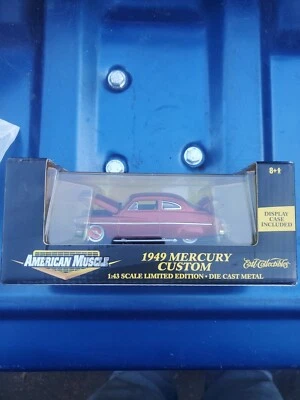 8+
DISPLAY
CASE
INCLUDED
AMERICAN MUSCLE
1949 MERCURY
CUSTOM
1:43 SCALE LIMITED EDITION • DIE CAST METAL
Ertl Collectibles